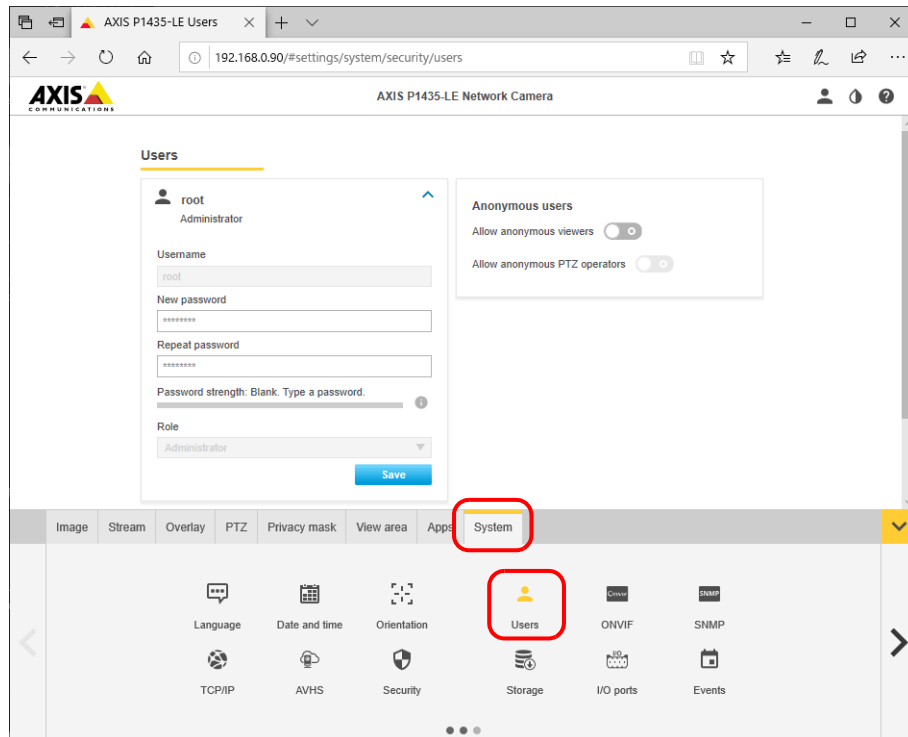 AXIS P1435-LE Users
192.168.0.90/#settings/system/security/users
AXIS
COMMUNICATIONS
AXIS P1435-LE Network Camera
Users
root
Administrator
Username
root
New password
********
Repeat password
********
Password strength: Blank. Type a password.
Role
Administrator
Save
Anonymous users
Allow anonymous viewers
Allow anonymous PTZ operators
Image Stream Overlay PTZ Privacy mask View area Apps System
Onvif SNMP
Language Date and time Orientation Users ONVIF SNMP
I/O
TCP/IP AVHS Security Storage I/O ports Events